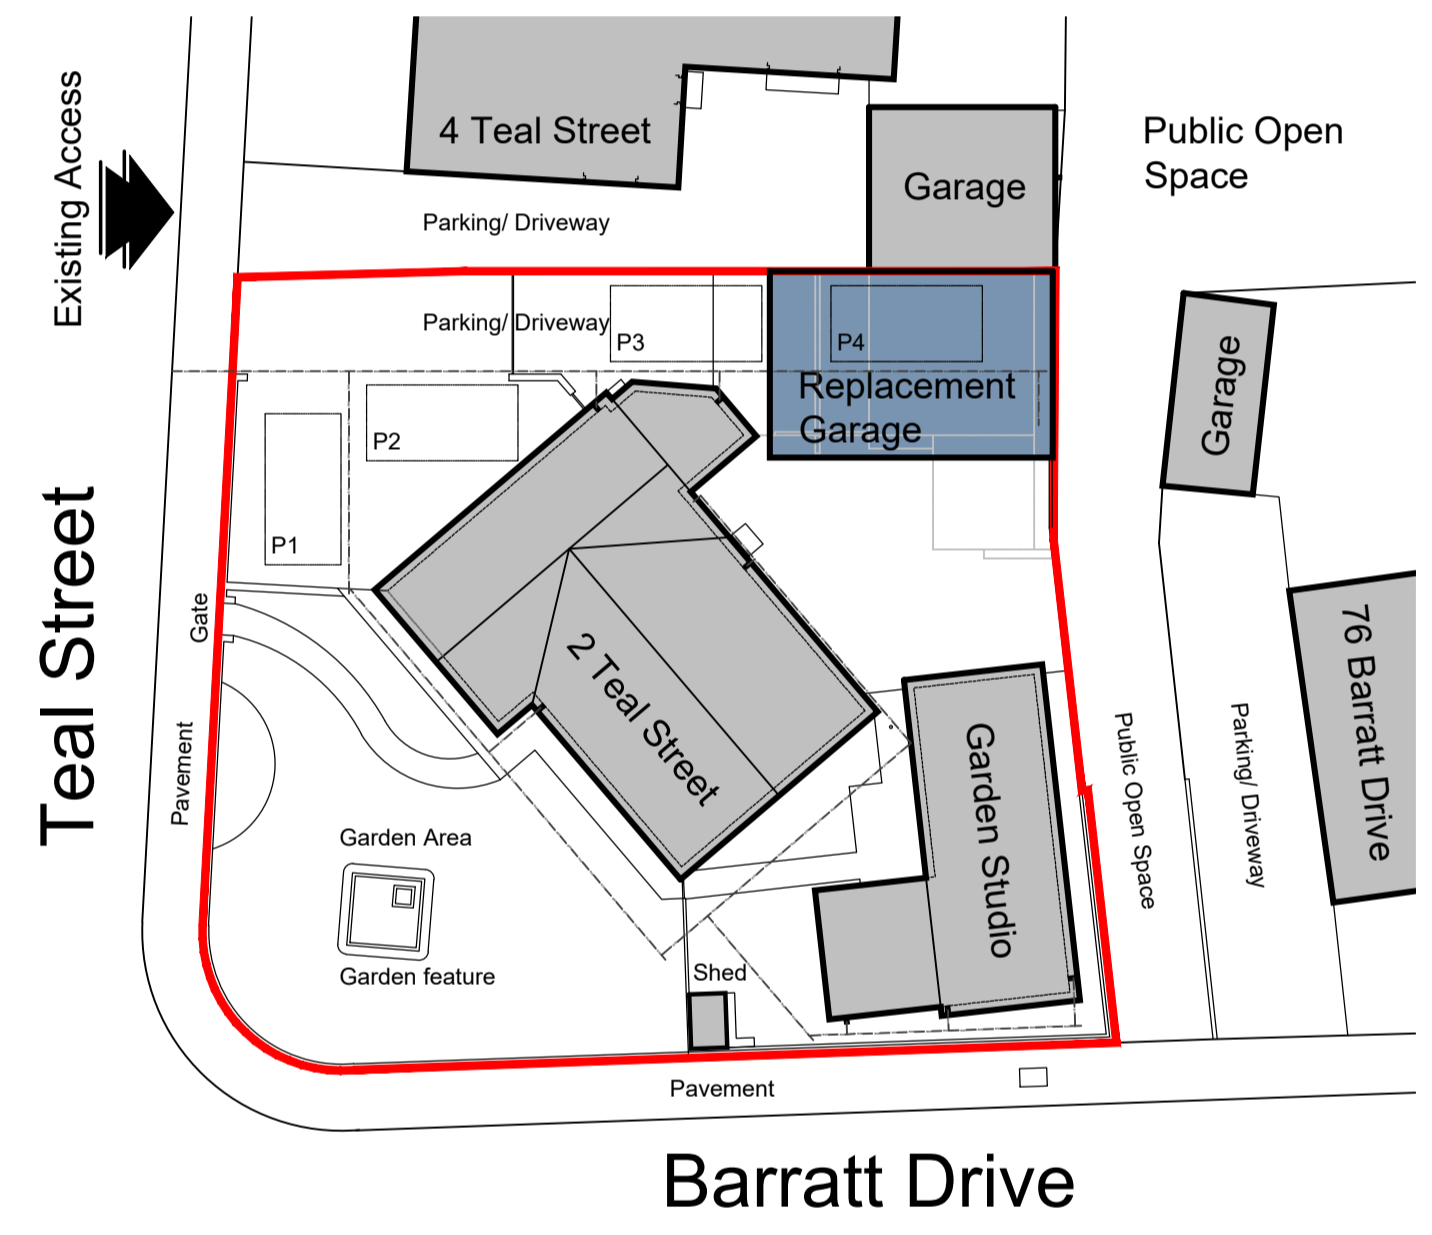 4 Teal Street
Public Open
Space
Existing Access
Garage
Parking/ Driveway
Parking/ Driveway
P3
P4
Replacement
Garage
Garage
P2
P1
Teal Street
Gate
2 Teal Street
76 Barratt Drive
Pavement
Garden Studio
Public Open Space
Parking/ Driveway
Garden Area
Garden feature
Shed
Pavement
Barratt Drive